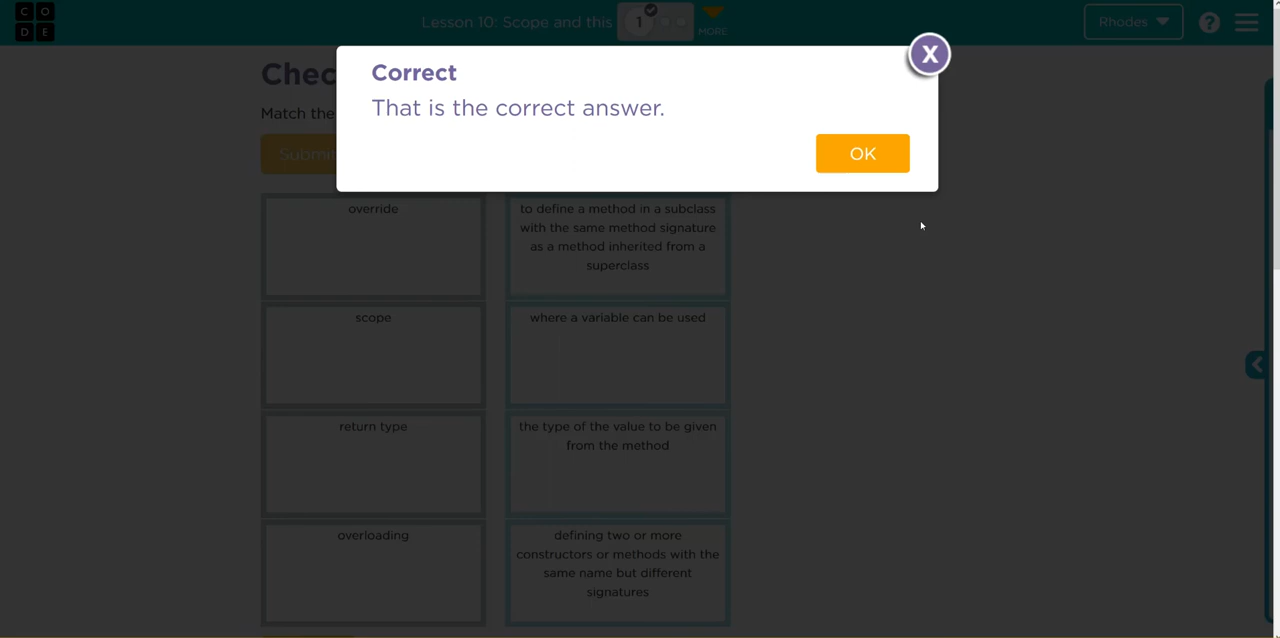 C O
D E
Lesson 10: Scope and this
1
MORE
Rhodes
?
X
Correct
That is the correct answer.
OK
Chec
Match the
Submi
override
to define a method in a subclass
with the same method signature
as a method inherited from a
superclass
scope
where a variable can be used
return type
the type of the value to be given
from the method
overloading
defining two or more
constructors or methods with the
same name but different
signatures